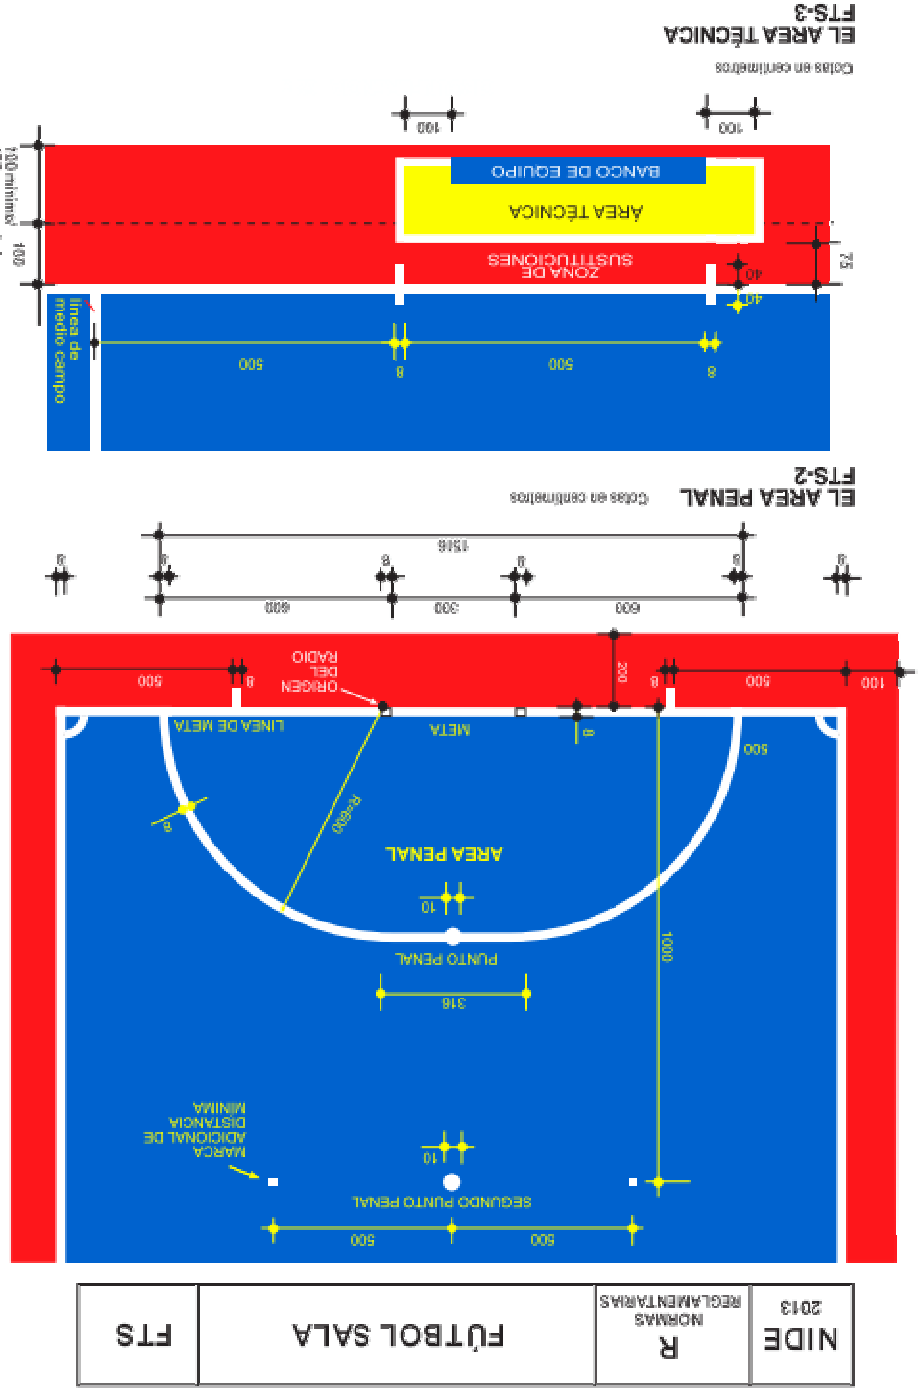 NIDE
2013
R
NORMAS
REGLAMENTARIAS
FÚTBOL SALA
FTS
500
500
SEGUNDO PUNTO PENAL
10
MARCA
ADICIONAL DE
DISTANCIA
MÍNIMA
316
PUNTO PENAL
1000
10
AREA PENAL
R=600
8
500
META
LINEA DE META
8
100
500
8
200
ORIGEN
DEL
RADIO
8
500
600
300
600
8
8
8
8
8
8
1516
EL AREA PENAL
FTS-2
Cotas en centímetros
8
500
8
500
línea de
medio campo
40
40
75
ZONA DE
SUSTITUCIONES
100
ÁREA TÉCNICA
BANCO DE EQUIPO
100 mínimo
100
100
Cotas en centímetros
EL AREA TÉCNICA
FTS-3